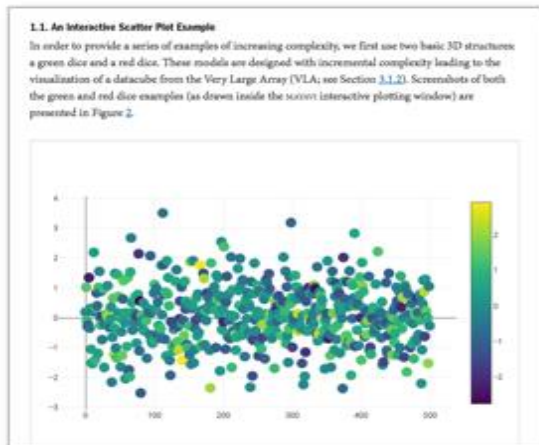 1.1. An Interactive Scatter Plot Example
In order to provide a series of examples of increasing complexity, we first use two basic 3D structures:
a green dice and a red dice. These models are designed with incremental complexity leading to the
visualization of a datacube from the Very Large Array (VLA; see Section 3.1.2). Screenshots of both
the green and red dice examples (as drawn inside the interactive plotting window) are
presented in Figure 2.
4
3
2
1
0
−1
−2
−3
0 100 200 300 400 500
2
1
0
−1
−2